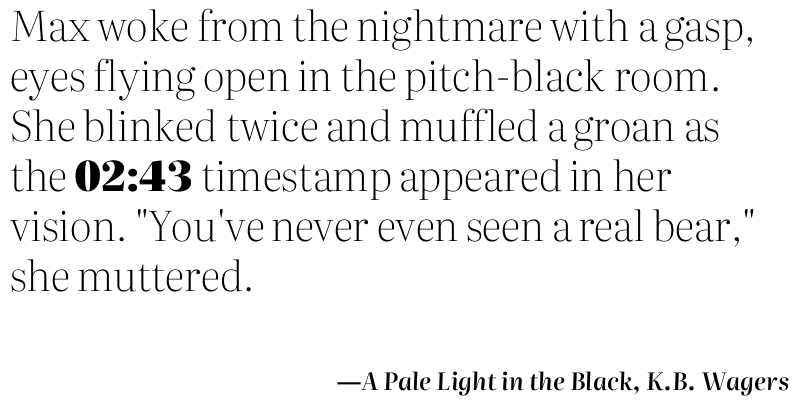 Max woke from the nightmare with a gasp,
eyes flying open in the pitch-black room.
She blinked twice and muffled a groan as
the 02:43 timestamp appeared in her
vision. "You've never even seen a real bear,"
she muttered.
—A Pale Light in the Black, K.B. Wagers